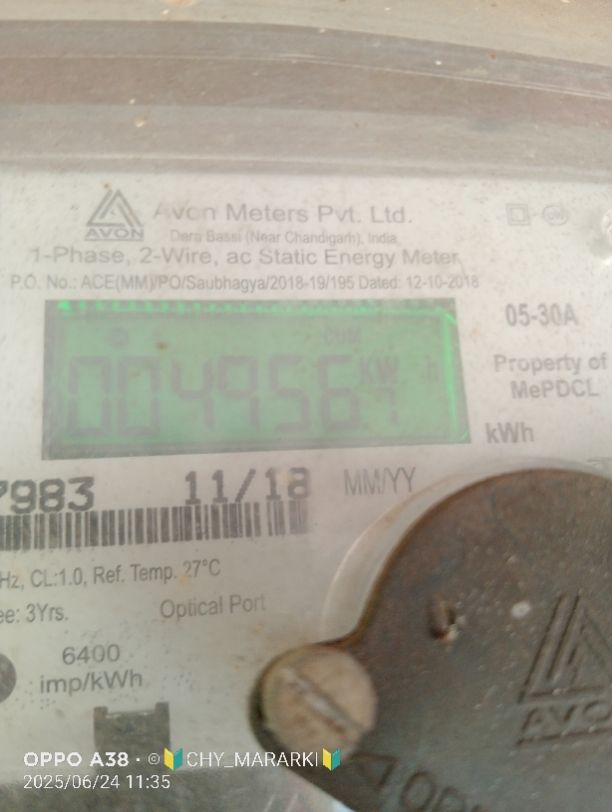 Avon Meters Pvt. Ltd.
AVON
Dera Bassi (Near Chandigarh), India
1-Phase, 2-Wire, ac Static Energy Meter
P.O. No.: ACE(MM)/PO/Saubhagya/2018-19/195 Dated: 12-10-2018
05-30A
CUM
0049567 KW h
Property of
MePDCL
kWh
7983 11/18 MM/YY
Hz, CL:1.0, Ref. Temp. 27°C
ee: 3Yrs. Optical Port
6400
imp/kWh
AVON
OPPO A38 · © 🔰CHY_MARARKI🔰
2025/06/24 11:35